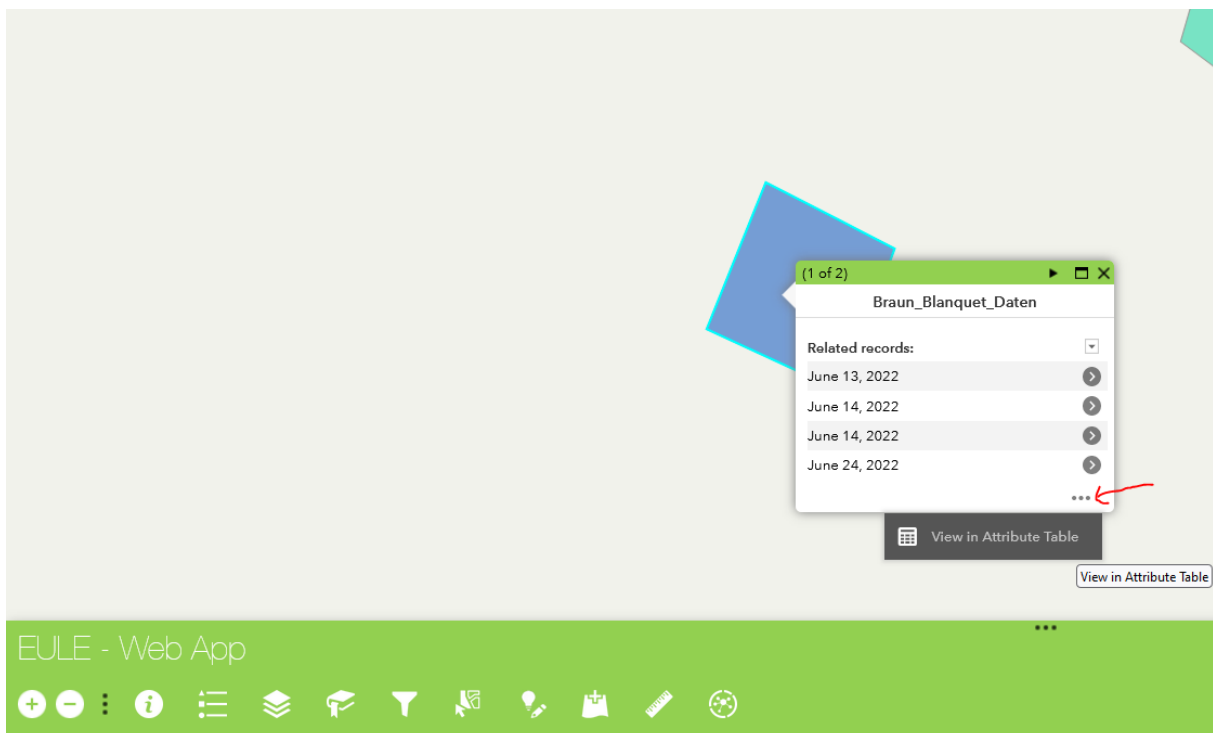 (1 of 2)
Braun_Blanquet_Daten
Related records:
June 13, 2022
June 14, 2022
June 14, 2022
June 24, 2022
View in Attribute Table
View in Attribute Table
EULE - Web App